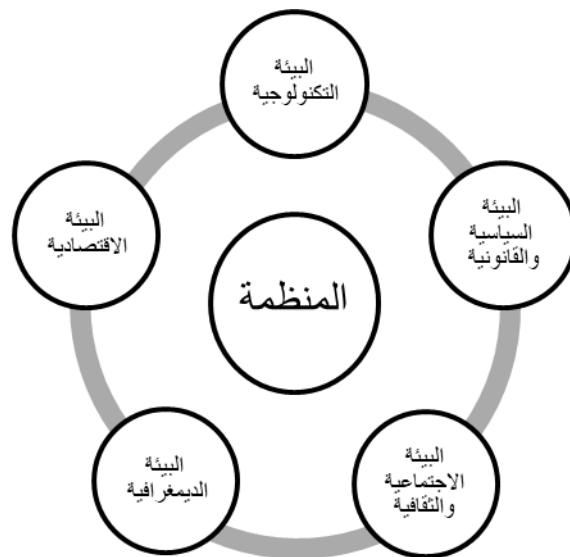 البيئة
التكنولوجية
البيئة
السياسية
والقانونية
البيئة
الاقتصادية
المنظمة
البيئة
الاجتماعية
والثقافية
البيئة
الديمغرافية